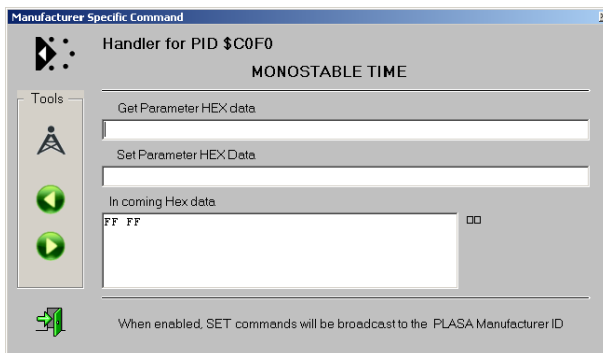 Manufacturer Specific Command
Handler for PID $C0F0
MONOSTABLE TIME
Tools
Get Parameter HEX data
Set Parameter HEX Data
In coming Hex data
FF FF
When enabled, SET commands will be broadcast to the PLASA Manufacturer ID